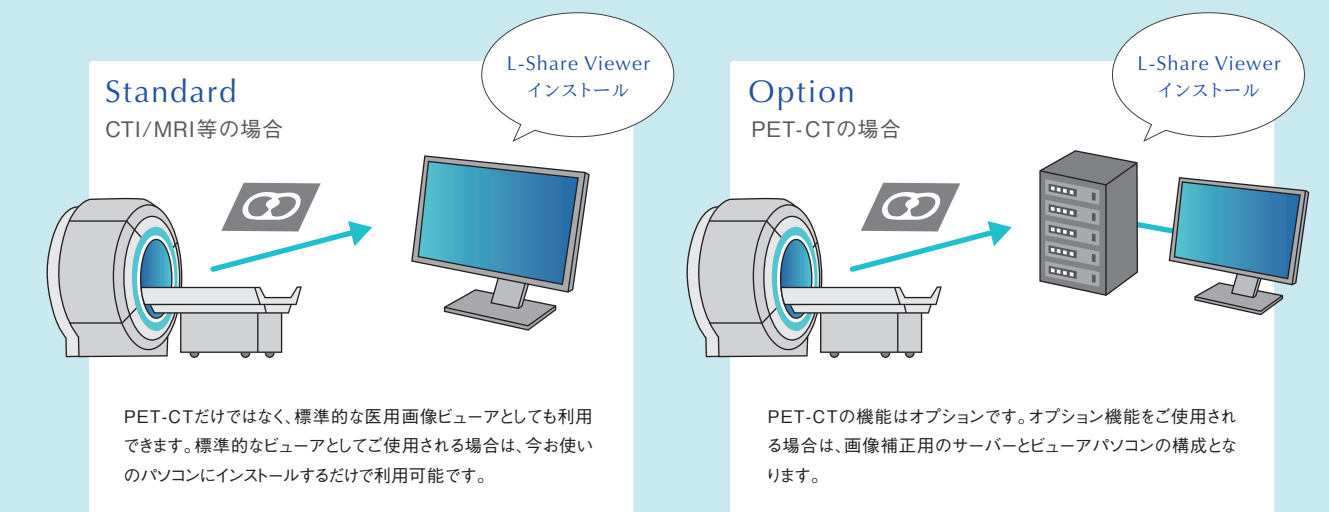 Standard
CTI/MRI等の場合
L-Share Viewer
インストール
PET-CTだけではなく、標準的な医用画像ビューアとしても利用
できます。標準的なビューアとしてご使用される場合は、今お使い
のパソコンにインストールするだけで利用可能です。
Option
PET-CTの場合
L-Share Viewer
インストール
PET-CTの機能はオプションです。オプション機能をご使用され
る場合は、画像補正用のサーバーとビューアパソコンの構成とな
ります。